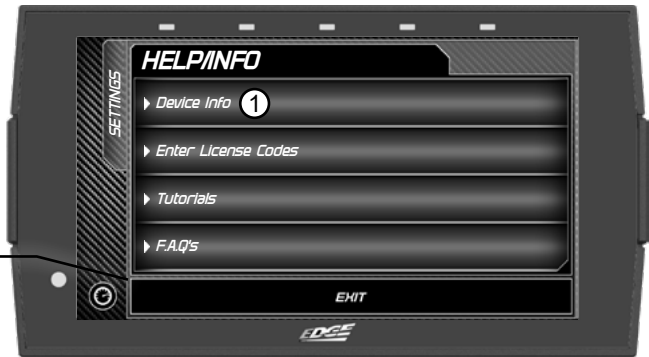 HELP/INFO
SETTINGS
Device Info 1
Enter License Codes
Tutorials
F.A.Q's
EXIT
EDGE